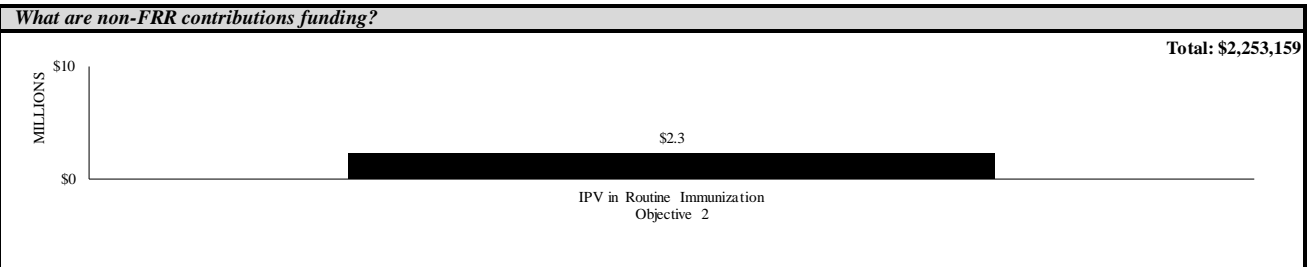 What are non-FRR contributions funding?
Total: $2,253,159
$10
MILLIONS
$2.3
$0
IPV in Routine Immunization
Objective 2